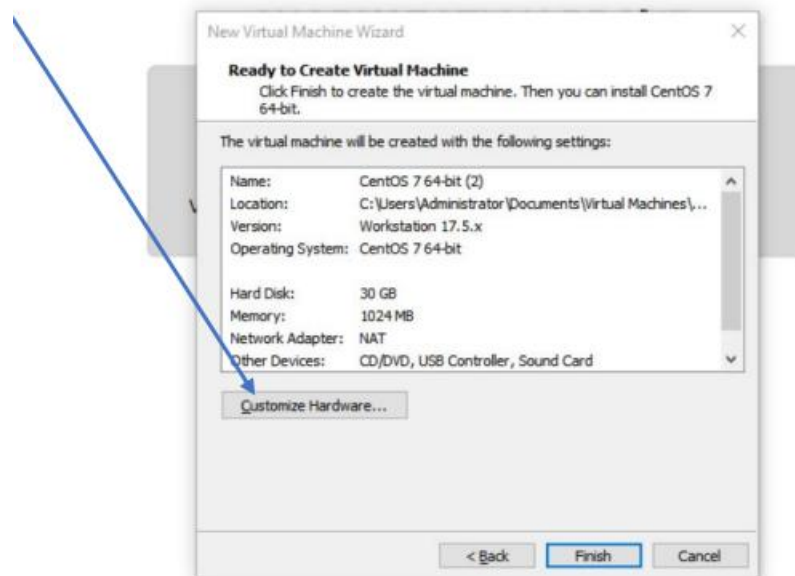 New Virtual Machine Wizard
Ready to Create Virtual Machine
Click Finish to create the virtual machine. Then you can install CentOS 7
64-bit.
The virtual machine will be created with the following settings:
Name: CentOS 7 64-bit (2)
Location: C:\Users\Administrator\Documents\Virtual Machines\...
Version: Workstation 17.5.x
Operating System: CentOS 7 64-bit
Hard Disk: 30 GB
Memory: 1024 MB
Network Adapter: NAT
Other Devices: CD/DVD, USB Controller, Sound Card
Customize Hardware...
< Back Finish Cancel